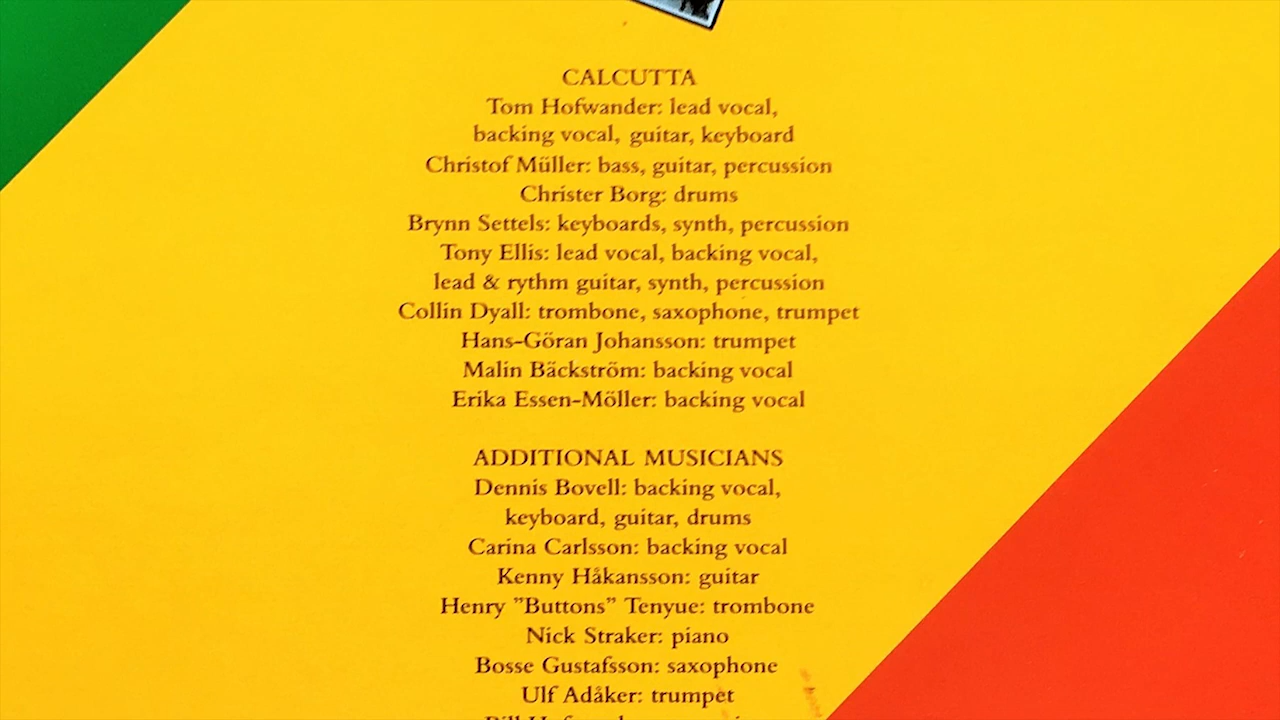 CALCUTTA
Tom Hofwander: lead vocal,
backing vocal, guitar, keyboard
Christof Müller: bass, guitar, percussion
Christer Borg: drums
Brynn Settels: keyboards, synth, percussion
Tony Ellis: lead vocal, backing vocal,
lead & rythm guitar, synth, percussion
Collin Dyall: trombone, saxophone, trumpet
Hans-Göran Johansson: trumpet
Malin Bäckström: backing vocal
Erika Essen-Möller: backing vocal
ADDITIONAL MUSICIANS
Dennis Bovell: backing vocal,
keyboard, guitar, drums
Carina Carlsson: backing vocal
Kenny Håkansson: guitar
Henry ”Buttons” Tenyue: trombone
Nick Straker: piano
Bosse Gustafsson: saxophone
Ulf Adåker: trumpet